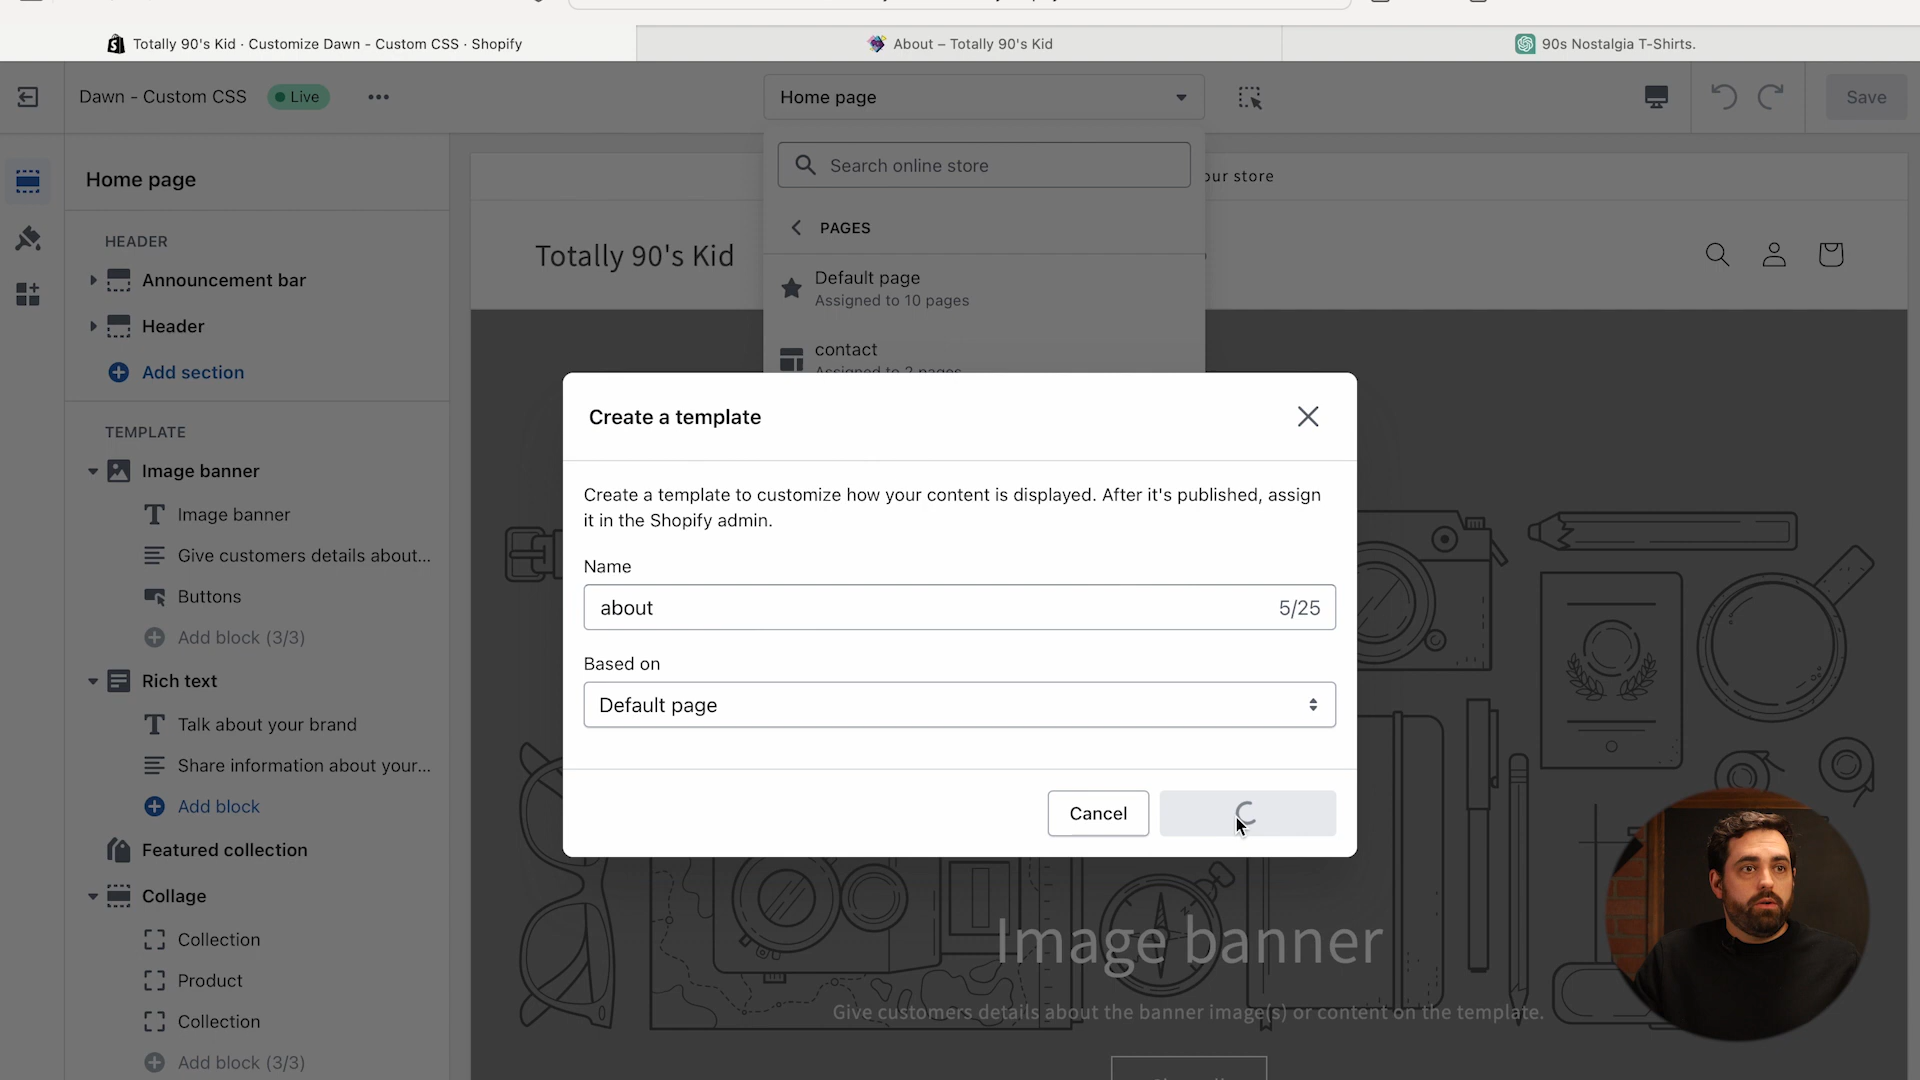 Totally 90's Kid · Customize Dawn - Custom CSS · Shopify
About – Totally 90's Kid
90s Nostalgia T-Shirts.
Dawn - Custom CSS
Live
Home page
Save
Home page
Search online store
our store
PAGES
HEADER
Announcement bar
Totally 90's Kid
Default page
Assigned to 10 pages
Header
contact
Assigned to 2 pages
Add section
Create a template
TEMPLATE
Image banner
Create a template to customize how your content is displayed. After it's published, assign
it in the Shopify admin.
Image banner
Give customers details about...
Name
Buttons
about
5/25
Add block (3/3)
Based on
Rich text
Default page
Talk about your brand
Share information about your...
Add block
Cancel
Featured collection
Collage
Collection
Image banner
Product
Give customers details about the banner image(s) or content on the template.
Collection
Add block (3/3)